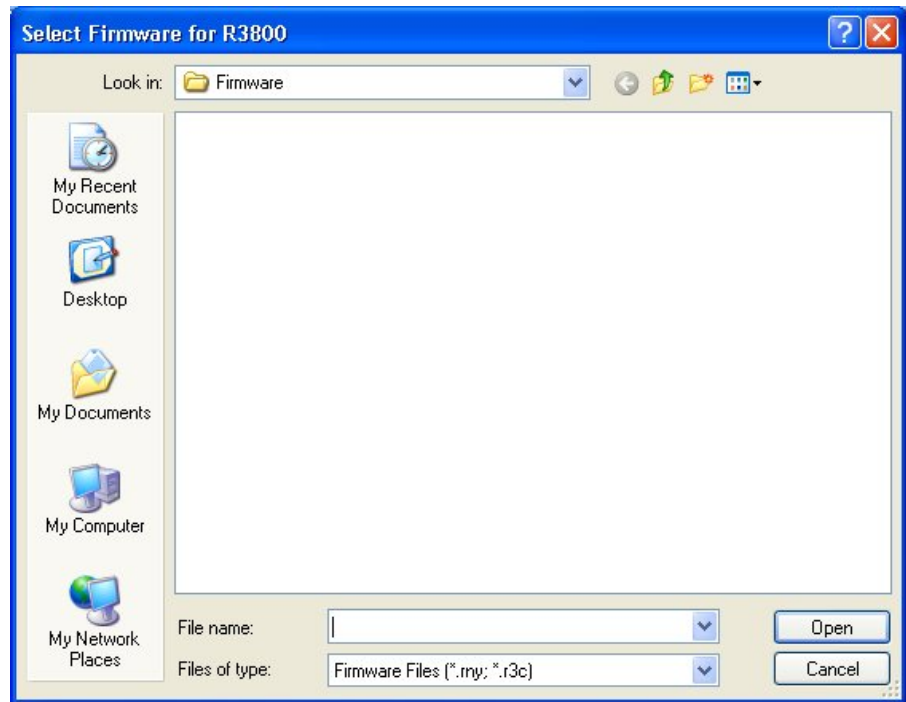 Select Firmware for R3800
Look in:
Firmware
My Recent
Documents
Desktop
My Documents
My Computer
My Network
Places
File name:
Open
Files of type:
Firmware Files (*.rny; *.r3c)
Cancel